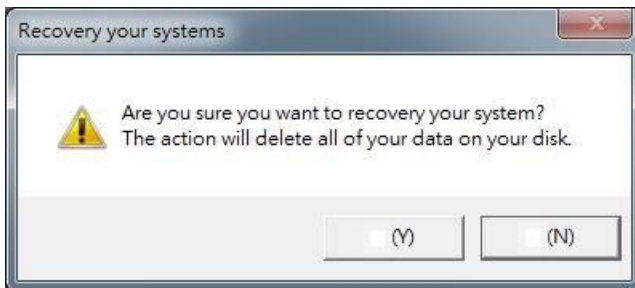 Recovery your systems
Are you sure you want to recovery your system?
The action will delete all of your data on your disk.
(Y) (N)